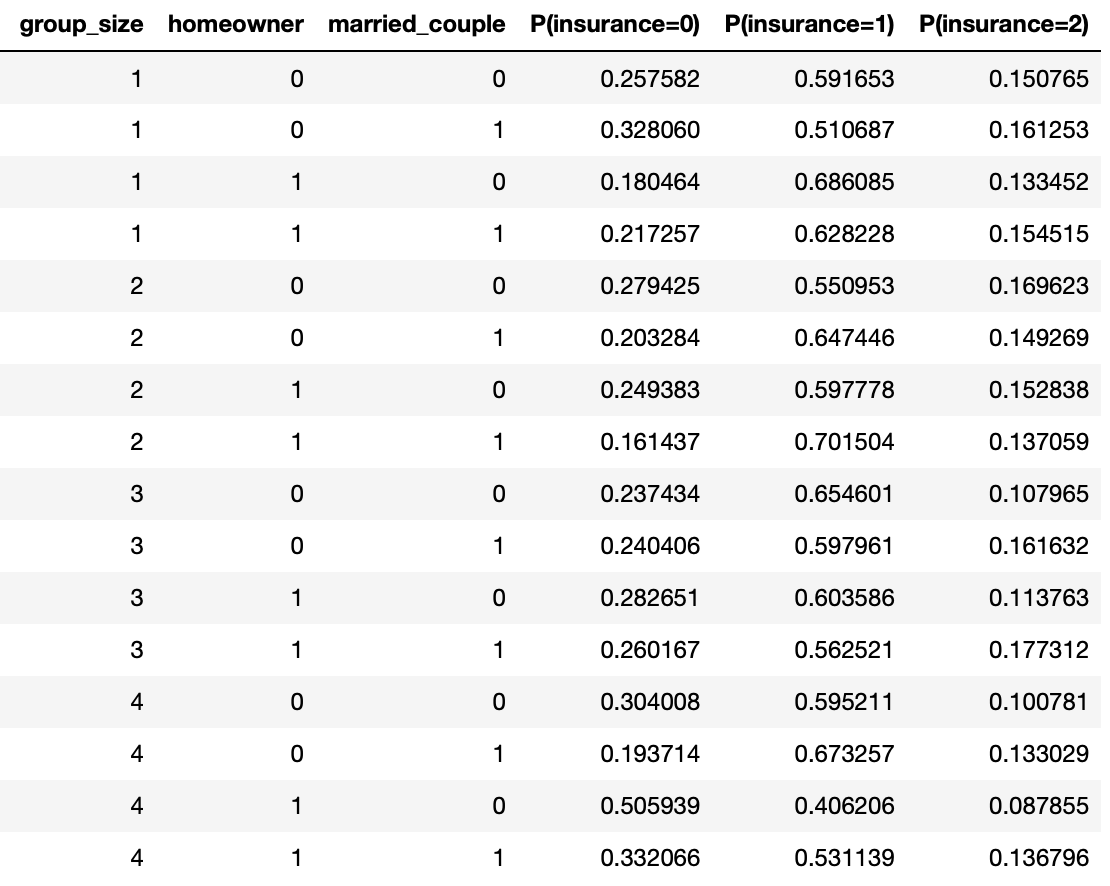 group_size homeowner married_couple P(insurance=0) P(insurance=1) P(insurance=2)
1 0 0 0.257582 0.591653 0.150765
1 0 1 0.328060 0.510687 0.161253
1 1 0 0.180464 0.686085 0.133452
1 1 1 0.217257 0.628228 0.154515
2 0 0 0.279425 0.550953 0.169623
2 0 1 0.203284 0.647446 0.149269
2 1 0 0.249383 0.597778 0.152838
2 1 1 0.161437 0.701504 0.137059
3 0 0 0.237434 0.654601 0.107965
3 0 1 0.240406 0.597961 0.161632
3 1 0 0.282651 0.603586 0.113763
3 1 1 0.260167 0.562521 0.177312
4 0 0 0.304008 0.595211 0.100781
4 0 1 0.193714 0.673257 0.133029
4 1 0 0.505939 0.406206 0.087855
4 1 1 0.332066 0.531139 0.136796